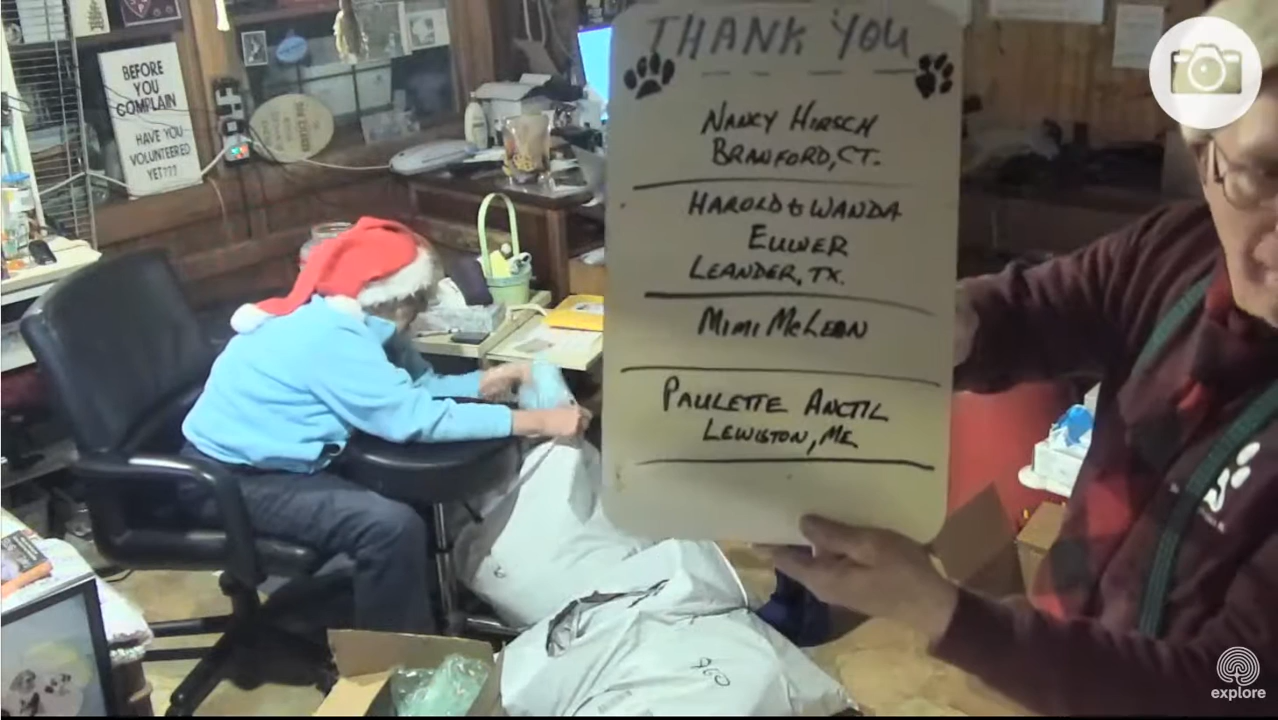 BEFORE
YOU
COMPLAIN
HAVE YOU
VOLUNTEERED
YET???
THANK YOU
NANCY HIRSCH
BRANFORD, CT.
HAROLD & WANDA
EUWER
LEANDER, TX.
MIMI MCLEAN
PAULETTE ANCTIL
LEWISTON, ME
explore